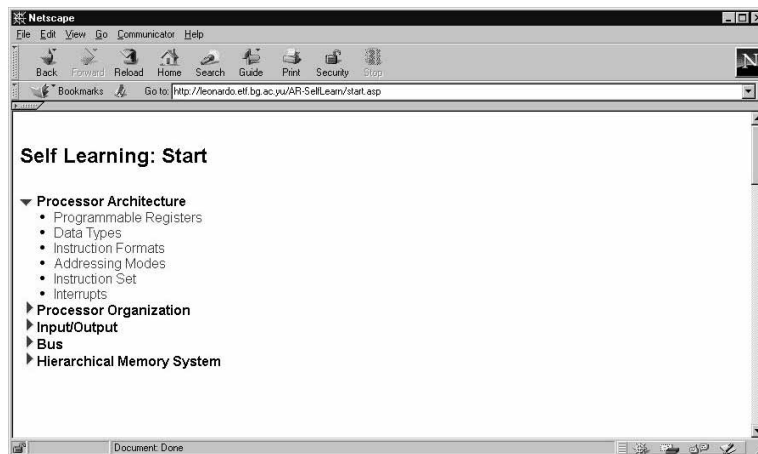 Netscape
File Edit View Go Communicator Help
Back Forward Reload Home Search Guide Print Security Stop
N
Bookmarks Go to: http://leonardo.etf.bg.ac.yu/AR-SelfLearn/start.asp
Self Learning: Start
Processor Architecture
• Programmable Registers
• Data Types
• Instruction Formats
• Addressing Modes
• Instruction Set
• Interrupts
Processor Organization
Input/Output
Bus
Hierarchical Memory System
Document: Done